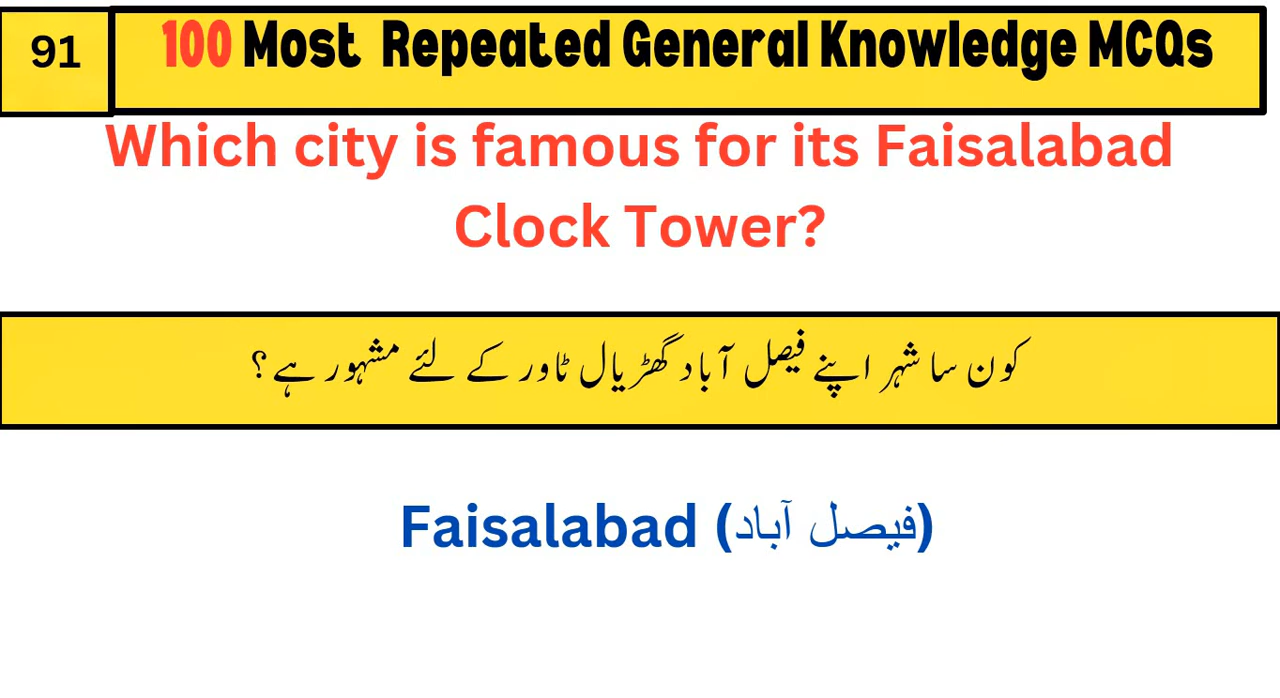 91
100 Most Repeated General Knowledge MCQs
Which city is famous for its Faisalabad
Clock Tower?
کون سا شہر اپنے فیصل آباد گھڑیال ٹاور کے لئے مشہور ہے؟
Faisalabad (فیصل آباد)